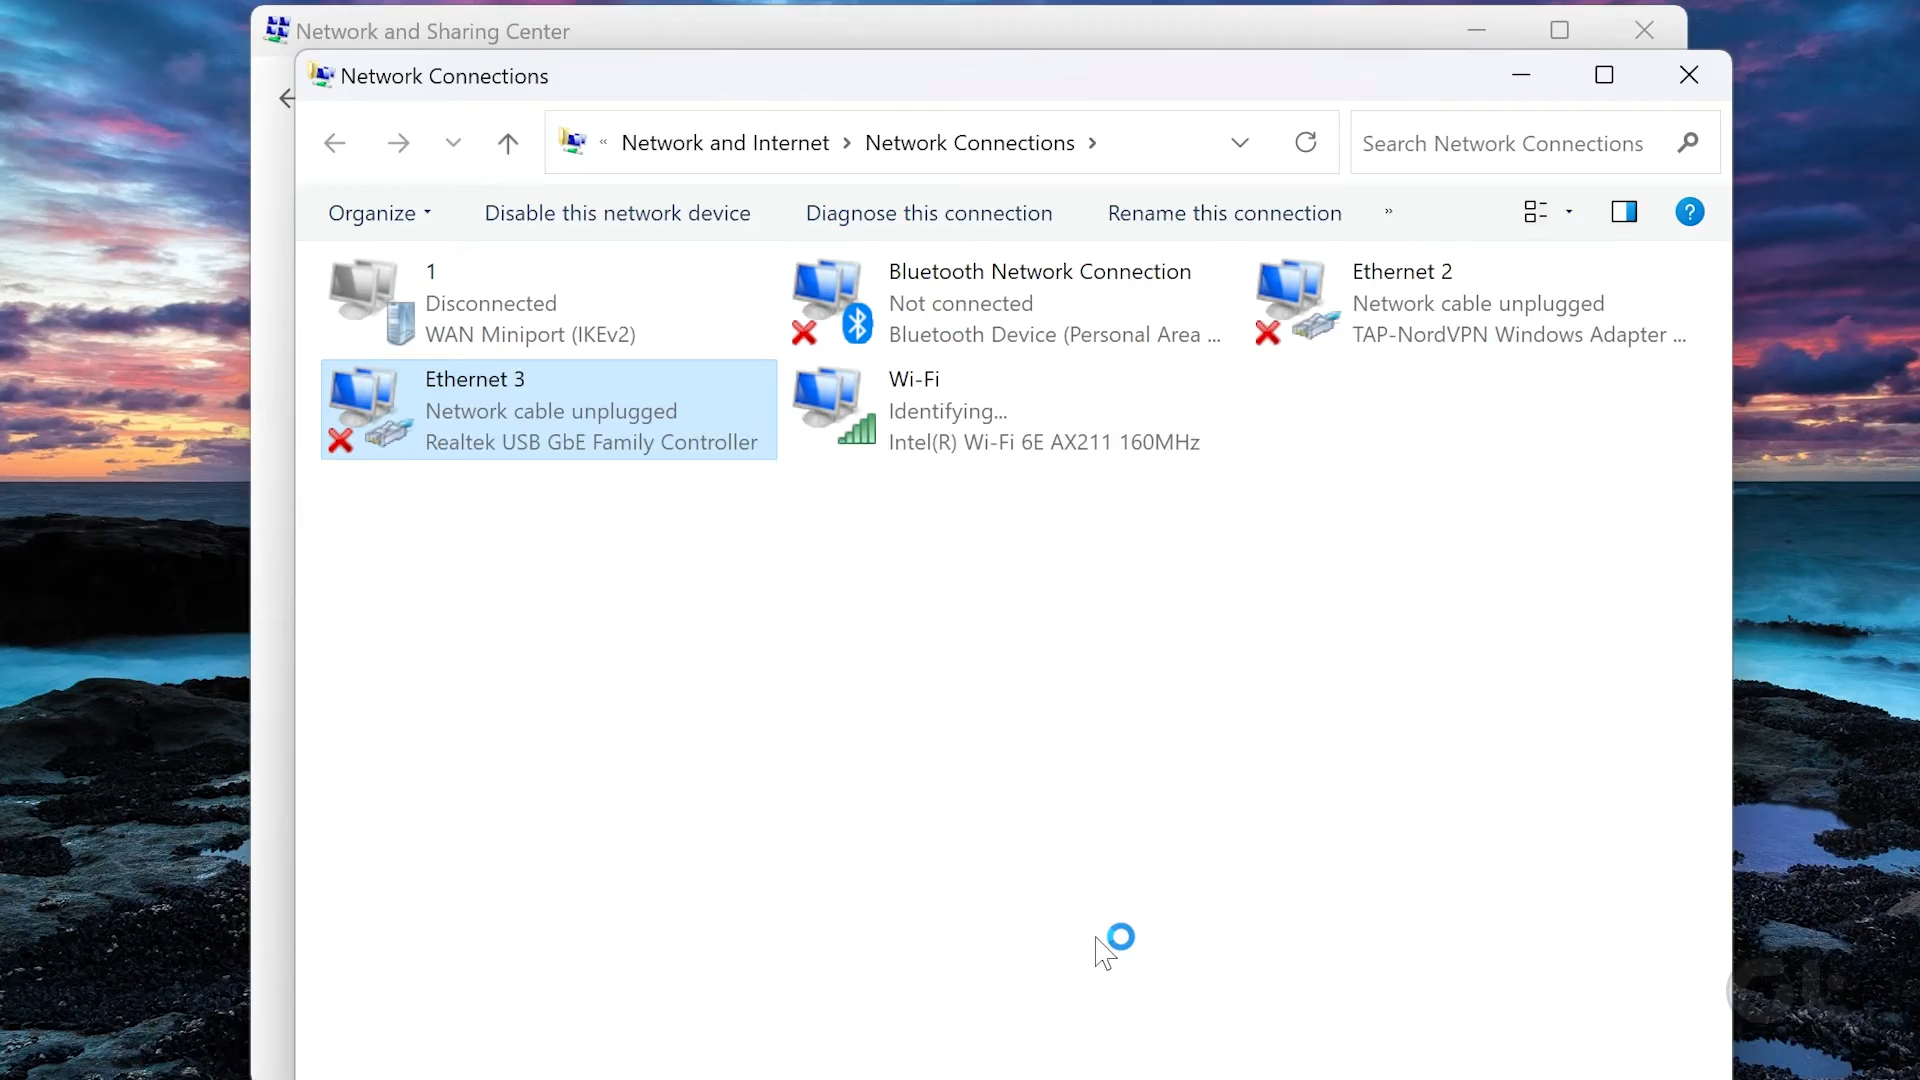 Network and Sharing Center
Network Connections
« Network and Internet > Network Connections >
Search Network Connections
Organize
Disable this network device
Diagnose this connection
Rename this connection
»
?
1
Disconnected
WAN Miniport (IKEv2)
Bluetooth Network Connection
Not connected
Bluetooth Device (Personal Area ...
Ethernet 2
Network cable unplugged
TAP-NordVPN Windows Adapter ...
Ethernet 3
Network cable unplugged
Realtek USB GbE Family Controller
Wi-Fi
Identifying...
Intel(R) Wi-Fi 6E AX211 160MHz